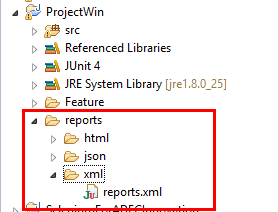 ProjectWin
src
Referenced Libraries
JUnit 4
JRE System Library [jre1.8.0_25]
Feature
reports
html
json
xml
reports.xml